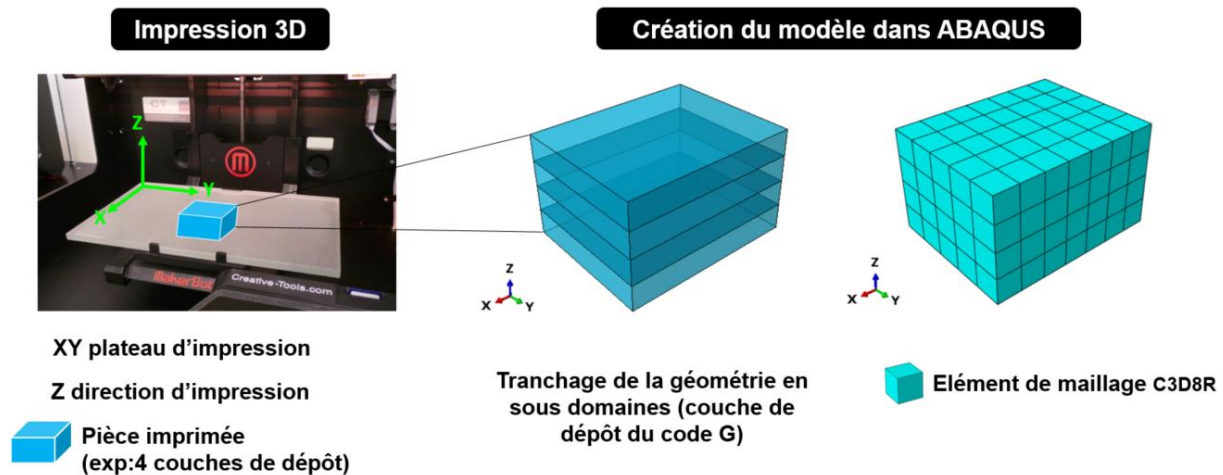 Impression 3D
Création du modèle dans ABAQUS
CT
Z
Y
X
MakerBot
Creative-Tools.com
Z
X
Y
Z
X
Y
XY plateau d’impression
Z direction d’impression
Pièce imprimée
(exp:4 couches de dépôt)
Tranchage de la géométrie en
sous domaines (couche de
dépôt du code G)
Elément de maillage C3D8R